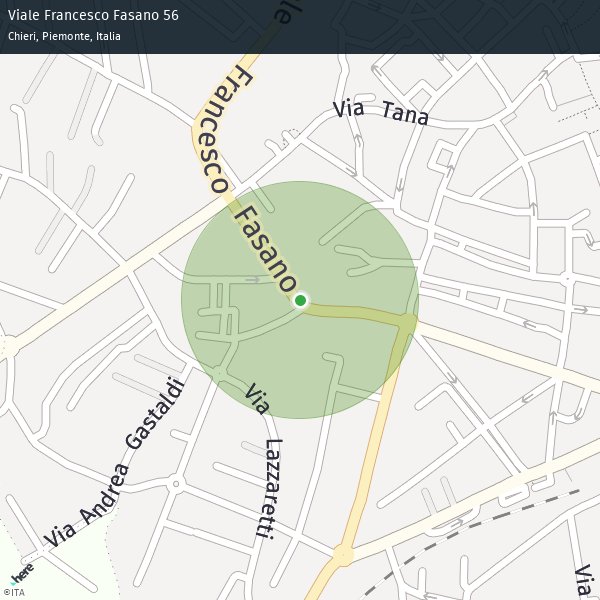 Viale Francesco Fasano 56
Chieri, Piemonte, Italia
ale
Francesco
Via Tana
Fasano
Via
Lazzaretti
Via Andrea Gastaldi
Via
here
©ITA